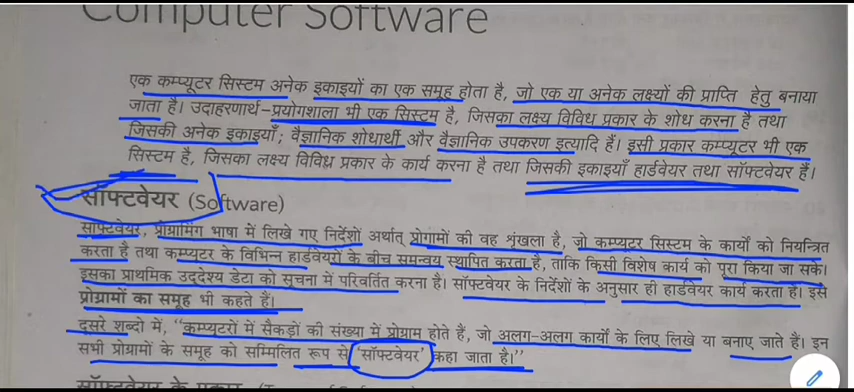 Computer Software
एक कम्प्यूटर सिस्टम अनेक इकाइयों का एक समूह होता है, जो एक या अनेक लक्ष्यों की प्राप्ति हेतु बनाया
जाता है। उदाहरणार्थ-प्रयोगशाला भी एक सिस्टम है, जिसका लक्ष्य विविध प्रकार के शोध करना है तथा
जिसकी अनेक इकाइयाँ; वैज्ञानिक शोधार्थी और वैज्ञानिक उपकरण इत्यादि हैं। इसी प्रकार कम्प्यूटर भी एक
सिस्टम है, जिसका लक्ष्य विविध प्रकार के कार्य करना है तथा जिसकी इकाइयाँ हार्डवेयर तथा सॉफ्टवेयर हैं।
सॉफ्टवेयर (Software)
सॉफ्टवेयर, प्रोग्रामिंग भाषा में लिखे गए निर्देशों अर्थात् प्रोगामों की वह शृंखला है, जो कम्प्यूटर सिस्टम के कार्यों को नियन्त्रित
करता है तथा कम्प्यूटर के विभिन्न हार्डवेयरों के बीच समन्वय स्थापित करता है, ताकि किसी विशेष कार्य को पूरा किया जा सके।
इसका प्राथमिक उद्देश्य डेटा को सूचना में परिवर्तित करना है। सॉफ्टवेयर के निर्देशों के अनुसार ही हार्डवेयर कार्य करता है। इसे
प्रोग्रामों का समूह भी कहते हैं।
दूसरे शब्दो में, “कम्प्यूटरों में सैकड़ों की संख्या में प्रोग्राम होते हैं, जो अलग-अलग कार्यों के लिए लिखे या बनाए जाते हैं। इन
सभी प्रोग्रामों के समूह को सम्मिलित रूप से 'सॉफ्टवेयर' कहा जाता है।”